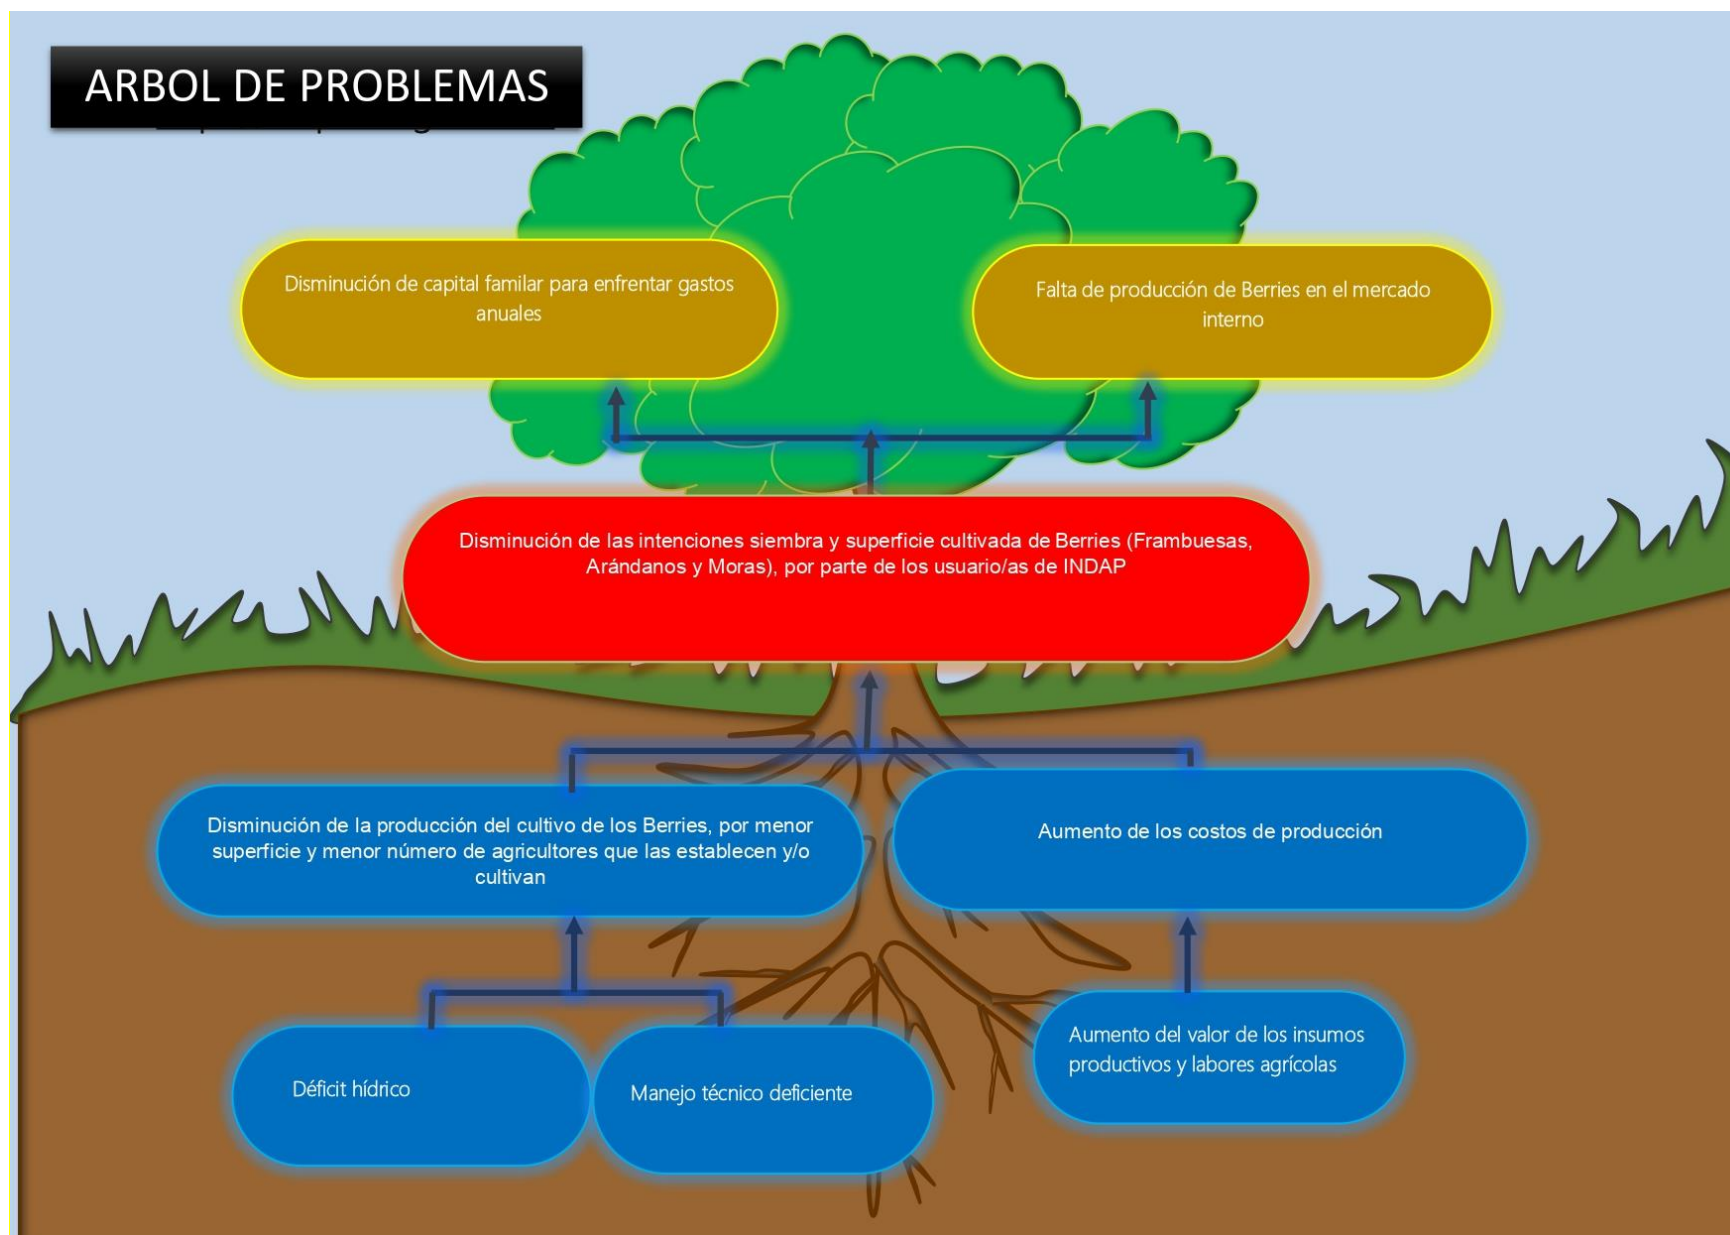 ARBOL DE PROBLEMAS
Disminución de capital familar para enfrentar gastos
anuales
Falta de producción de Berries en el mercado
interno
Disminución de las intenciones siembra y superficie cultivada de Berries (Frambuesas,
Arándanos y Moras), por parte de los usuario/as de INDAP
Disminución de la producción del cultivo de los Berries, por menor
superficie y menor número de agricultores que las establecen y/o
cultivan
Aumento de los costos de producción
Déficit hídrico
Manejo técnico deficiente
Aumento del valor de los insumos
productivos y labores agrícolas